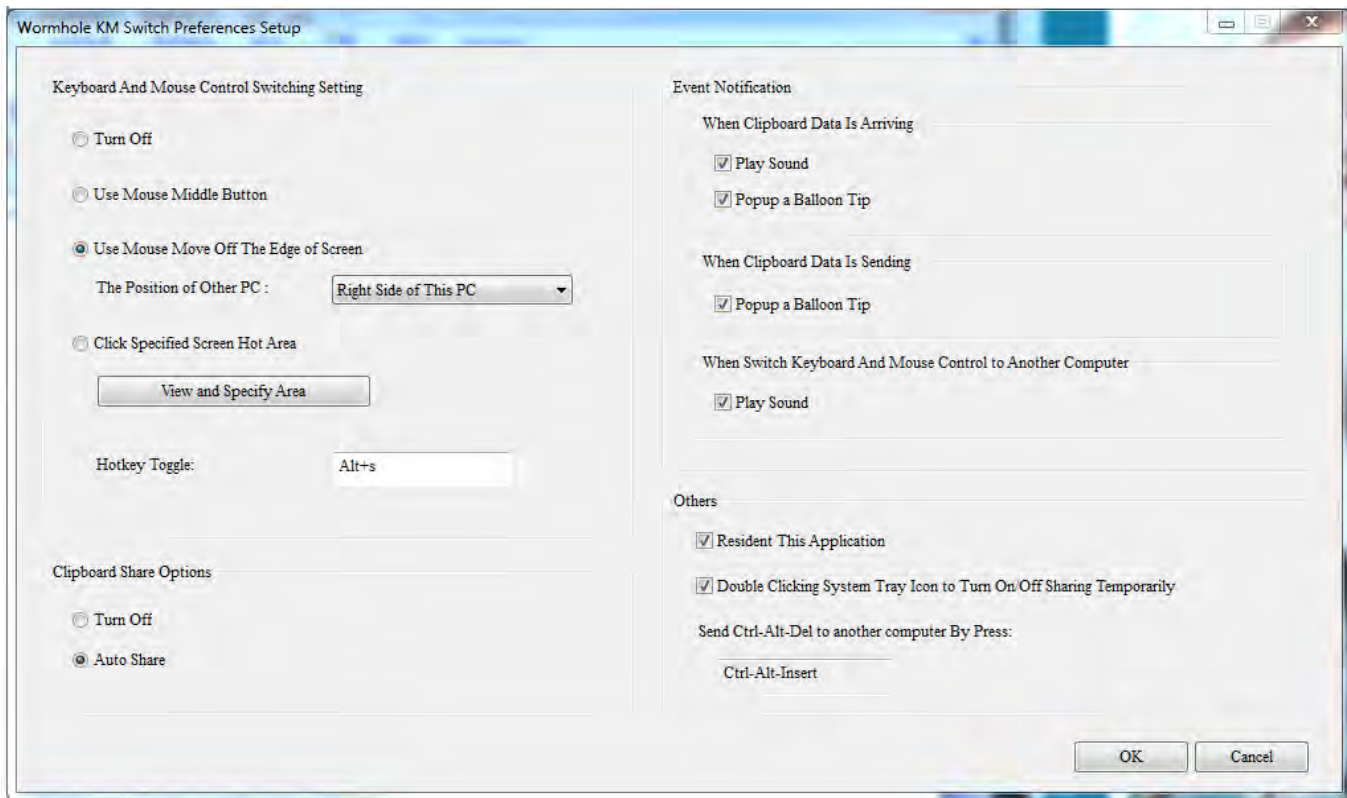 Wormhole KM Switch Preferences Setup
Keyboard And Mouse Control Switching Setting
Turn Off
Use Mouse Middle Button
Use Mouse Move Off The Edge of Screen
The Position of Other PC :
Right Side of This PC
Click Specified Screen Hot Area
View and Specify Area
Hotkey Toggle:
Alt+s
Clipboard Share Options
Turn Off
Auto Share
Event Notification
When Clipboard Data Is Arriving
Play Sound
Popup a Balloon Tip
When Clipboard Data Is Sending
Popup a Balloon Tip
When Switch Keyboard And Mouse Control to Another Computer
Play Sound
Others
Resident This Application
Double Clicking System Tray Icon to Turn On/Off Sharing Temporarily
Send Ctrl-Alt-Del to another computer By Press:
Ctrl-Alt-Insert
OK
Cancel